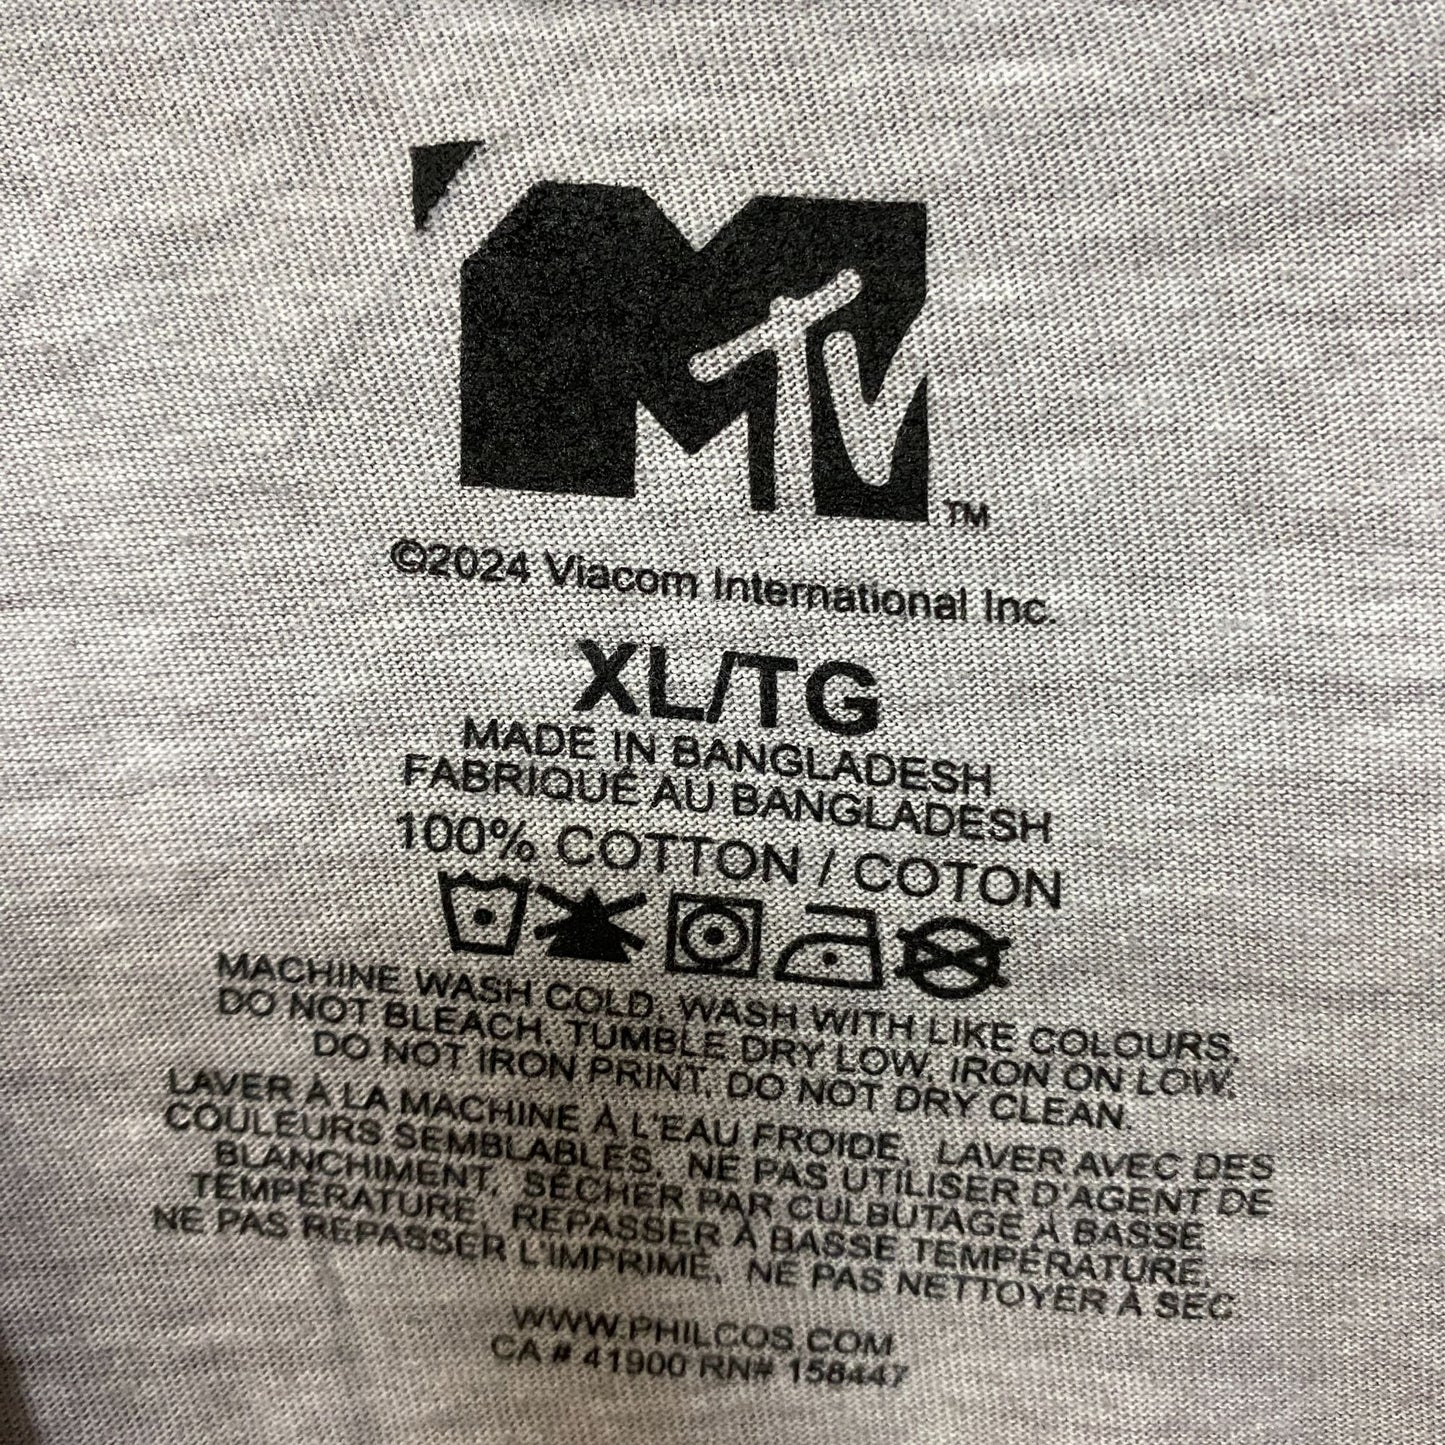 MTV™
©2024 Viacom International Inc.
XL/TG
MADE IN BANGLADESH
FABRIQUÉ AU BANGLADESH
100% COTTON / COTON
MACHINE WASH COLD, WASH WITH LIKE COLOURS,
DO NOT BLEACH, TUMBLE DRY LOW, IRON ON LOW,
DO NOT IRON PRINT, DO NOT DRY CLEAN.
LAVER À LA MACHINE À L'EAU FROIDE, LAVER AVEC DES
COULEURS SEMBLABLES, NE PAS UTILISER D'AGENT DE
BLANCHIMENT, SÉCHER PAR CULBUTAGE À BASSE
TEMPÉRATURE, REPASSER À BASSE TEMPÉRATURE,
NE PAS REPASSER L'IMPRIMÉ, NE PAS NETTOYER À SEC
WWW.PHILCOS.COM
CA # 41900 RN# 158447